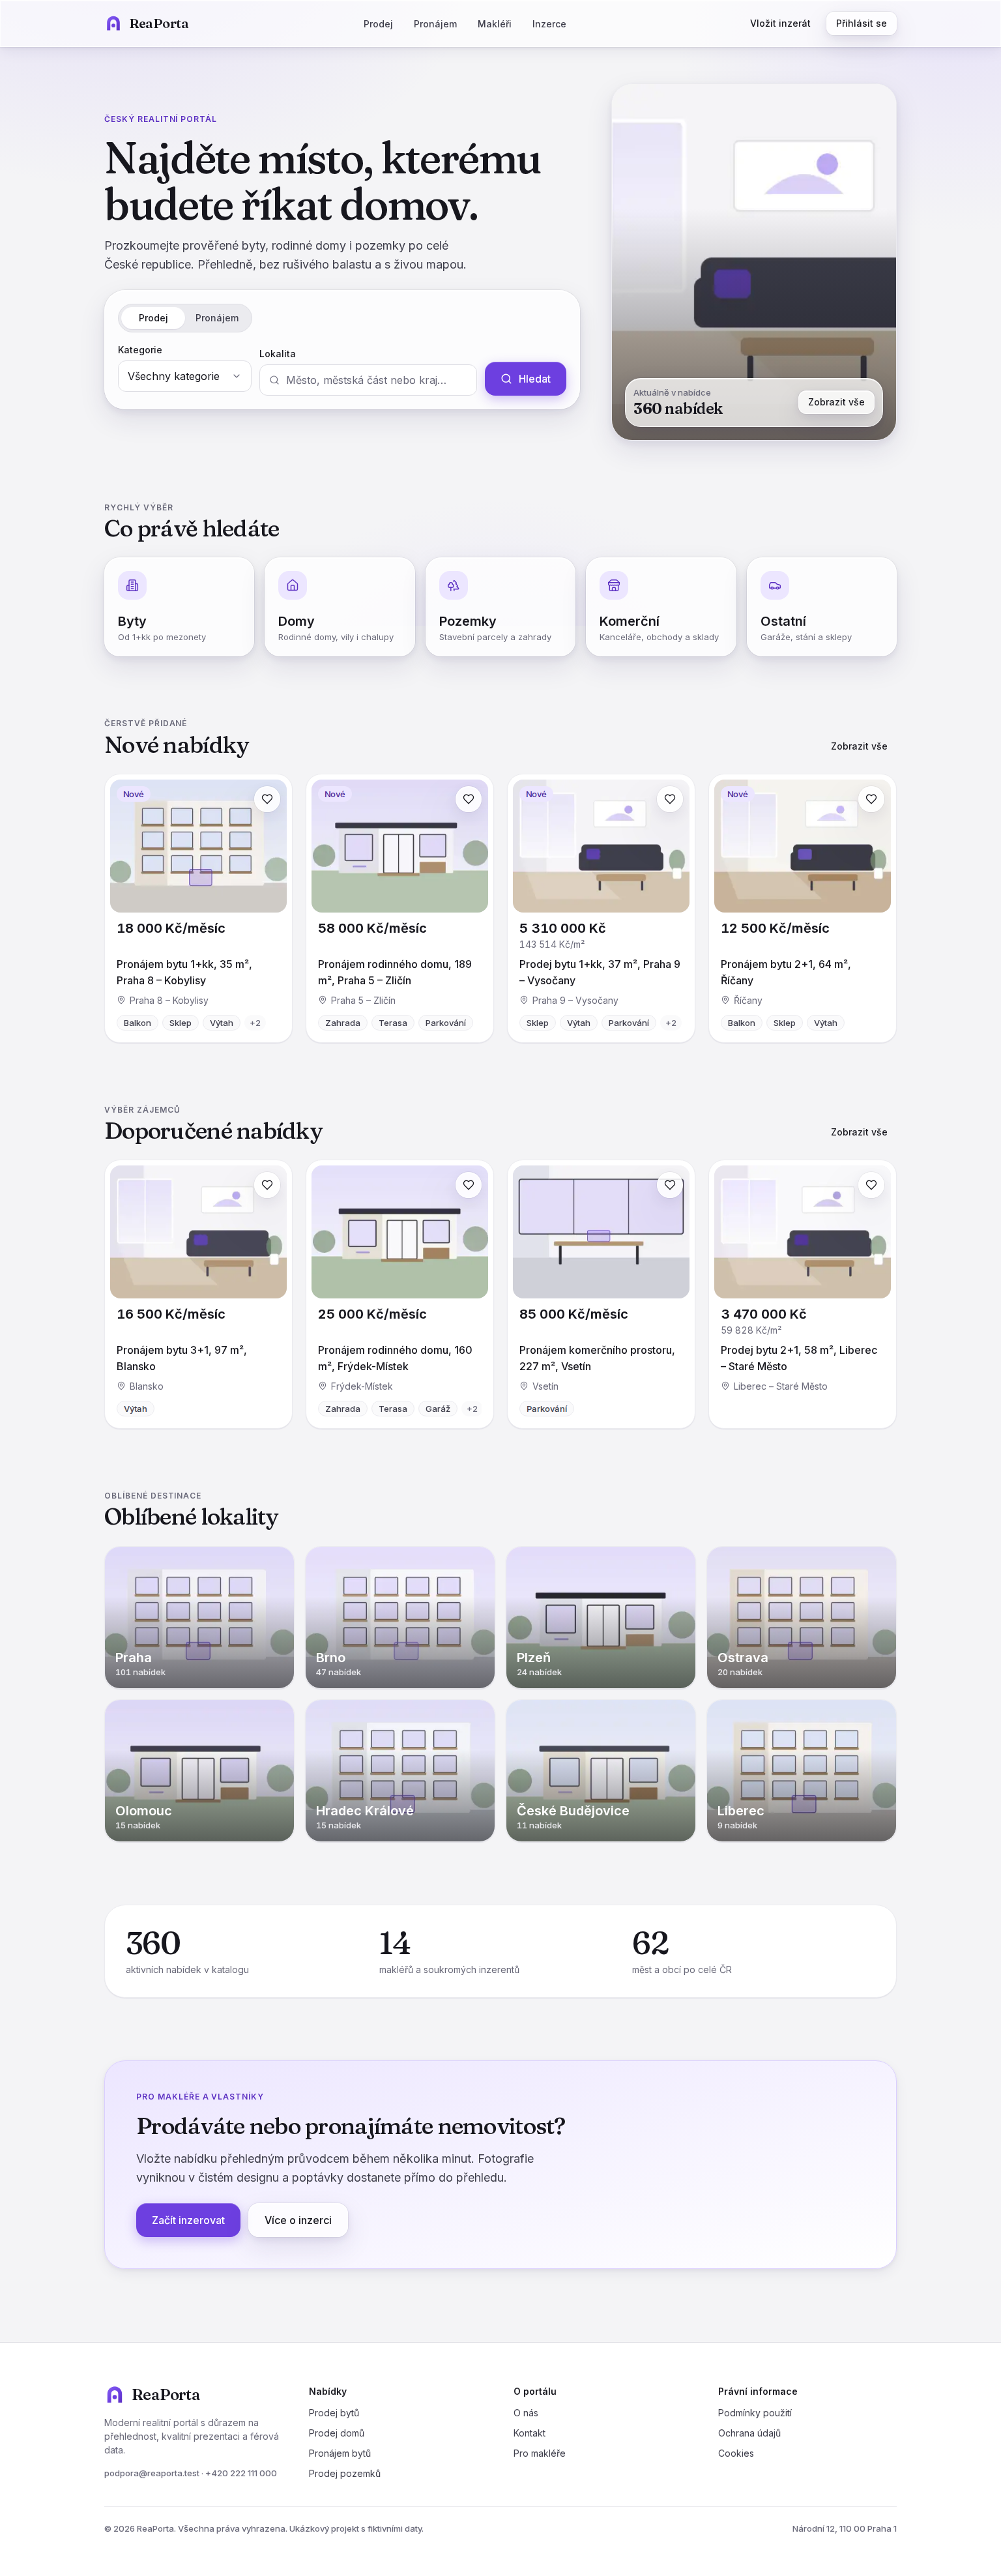 ReaPorta
Prodej
Pronájem
Makléři
Inzerce
Vložit inzerát
Přihlásit se
ČESKÝ REALITNÍ PORTÁL
Najděte místo, kterému
budete říkat domov.
Prozkoumejte prověřené byty, rodinné domy i pozemky po celé
České republice. Přehledně, bez rušivého balastu a s živou mapou.
Prodej
Pronájem
Kategorie
Všechny kategorie
Lokalita
Město, městská část nebo kraj…
Hledat
Aktuálně v nabídce
360 nabídek
Zobrazit vše
RYCHLÝ VÝBĚR
Co právě hledáte
Byty
Od 1+kk po mezonety
Domy
Rodinné domy, vily i chalupy
Pozemky
Stavební parcely a zahrady
Komerční
Kanceláře, obchody a sklady
Ostatní
Garáže, stání a sklepy
ČERSTVĚ PŘIDANÉ
Nové nabídky
Zobrazit vše
Nové
18 000 Kč/měsíc
Pronájem bytu 1+kk, 35 m²,
Praha 8 – Kobylisy
Praha 8 – Kobylisy
Balkon
Sklep
Výtah
+2
Nové
58 000 Kč/měsíc
Pronájem rodinného domu, 189
m², Praha 5 – Zličín
Praha 5 – Zličín
Zahrada
Terasa
Parkování
Nové
5 310 000 Kč
143 514 Kč/m²
Prodej bytu 1+kk, 37 m², Praha 9
– Vysočany
Praha 9 – Vysočany
Sklep
Výtah
Parkování
+2
Nové
12 500 Kč/měsíc
Pronájem bytu 2+1, 64 m²,
Říčany
Říčany
Balkon
Sklep
Výtah
VÝBĚR ZÁJEMCŮ
Doporučené nabídky
Zobrazit vše
16 500 Kč/měsíc
Pronájem bytu 3+1, 97 m²,
Blansko
Blansko
Výtah
25 000 Kč/měsíc
Pronájem rodinného domu, 160
m², Frýdek-Místek
Frýdek-Místek
Zahrada
Terasa
Garáž
+2
85 000 Kč/měsíc
Pronájem komerčního prostoru,
227 m², Vsetín
Vsetín
Parkování
3 470 000 Kč
59 828 Kč/m²
Prodej bytu 2+1, 58 m², Liberec
– Staré Město
Liberec – Staré Město
OBLÍBENÉ DESTINACE
Oblíbené lokality
Praha
101 nabídek
Brno
47 nabídek
Plzeň
24 nabídek
Ostrava
20 nabídek
Olomouc
15 nabídek
Hradec Králové
15 nabídek
České Budějovice
11 nabídek
Liberec
9 nabídek
360
aktivních nabídek v katalogu
14
makléřů a soukromých inzerentů
62
měst a obcí po celé ČR
PRO MAKLÉŘE A VLASTNÍKY
Prodáváte nebo pronajímáte nemovitost?
Vložte nabídku přehledným průvodcem během několika minut. Fotografie
vyniknou v čistém designu a poptávky dostanete přímo do přehledu.
Začít inzerovat
Více o inzerci
ReaPorta
Moderní realitní portál s důrazem na
přehlednost, kvalitní prezentaci a férová
data.
podpora@reaporta.test · +420 222 111 000
Nabídky
Prodej bytů
Prodej domů
Pronájem bytů
Prodej pozemků
O portálu
O nás
Kontakt
Pro makléře
Právní informace
Podmínky použití
Ochrana údajů
Cookies
© 2026 ReaPorta. Všechna práva vyhrazena. Ukázkový projekt s fiktivními daty.
Národní 12, 110 00 Praha 1